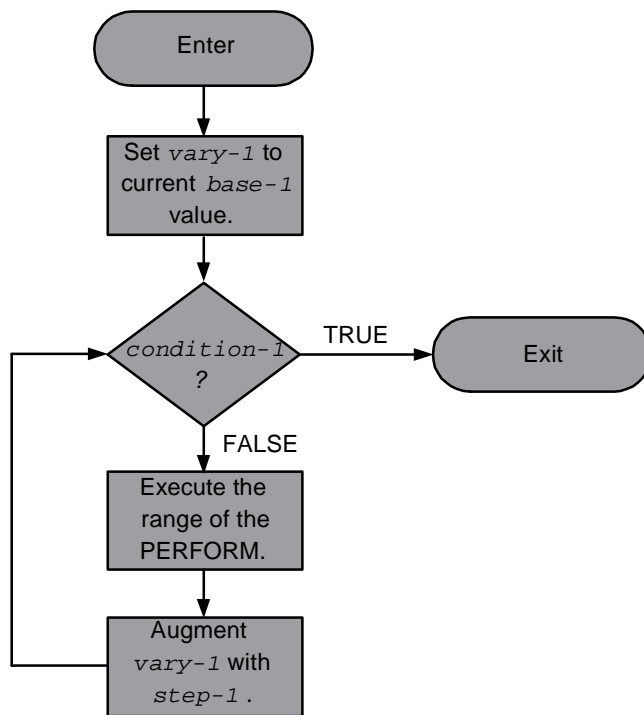 Enter
Set vary-1 to
current base-1
value.
condition-1
?
TRUE
Exit
FALSE
Execute the
range of the
PERFORM.
Augment
vary-1 with
step-1.